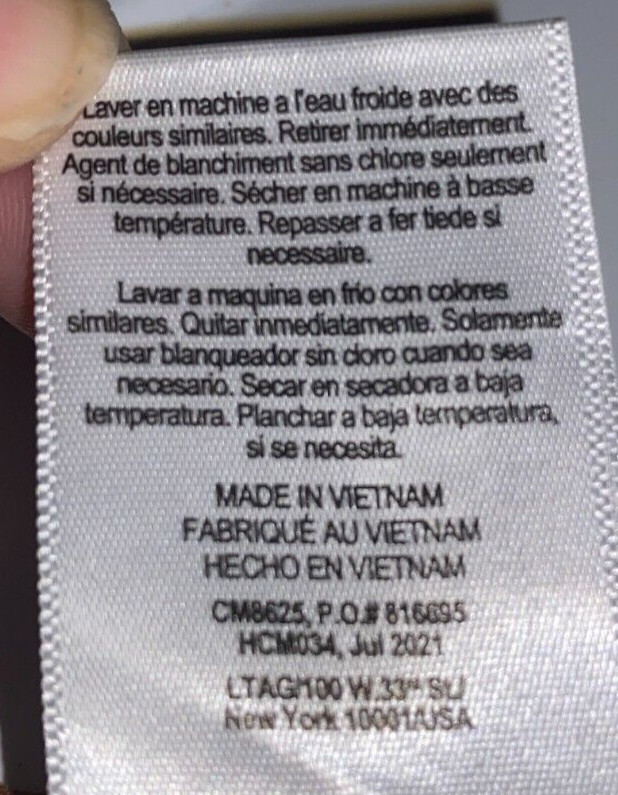 Laver en machine a l'eau froide avec des
couleurs similaires. Retirer immédiatement.
Agent de blanchiment sans chlore seulement
si nécessaire. Sécher en machine à basse
température. Repasser a fer tiede si
necessaire.
Lavar a maquina en frio con colores
similares. Quitar inmediatamente. Solamente
usar blanqueador sin cloro cuando sea
necesario. Secar en secadora a baja
temperatura. Planchar a baja temperatura,
si se necesita.
MADE IN VIETNAM
FABRIQUÉ AU VIETNAM
HECHO EN VIETNAM
CM8625, P.O.# 816695
HCM034, Jul 2021
LTAG/100 W.33rd St./
New York 10001/USA